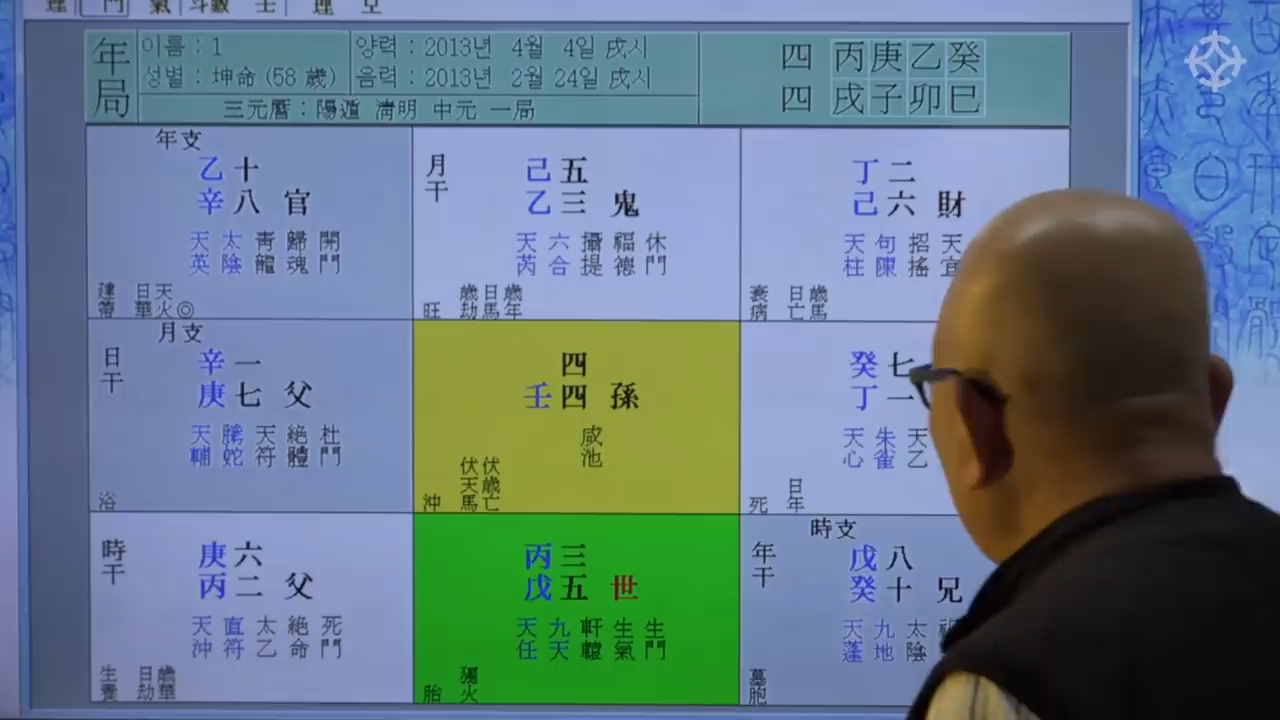 年局
이름 : 1
양력 : 2013년 4월 4일 戌시
성별 : 坤命 (58 歲)
음력 : 2013년 2월 24일 戌시
三元曆 : 陽遁 淸明 中元 一局
四 丙庚乙癸
四 戌子卯巳
年支
乙十
辛八 官
天太靑歸開
英陰龍魂門
建 日天
帶 華火◎
月干
己五
乙三 鬼
天六攝福休
芮合提德門
歲日歲
旺 劫馬年
丁二
己六 財
天句招天
柱陳搖宜
衰 日歲
病 亡馬
月支
日干
辛一
庚七 父
天騰天絶杜
輔蛇符體門
浴
四
壬四 孫
咸池
伏伏
天歲
沖 馬亡
癸七
丁一
天朱天
心雀乙
日
死 年
時干
庚六
丙二 父
天直太絶死
沖符乙命門
生 日歲
養 劫華
丙三
戊五 世
天九軒生生
任天轅氣門
胎 火
時支
年干
戊八
癸十 兄
天九太
蓬地陰
墓
胞